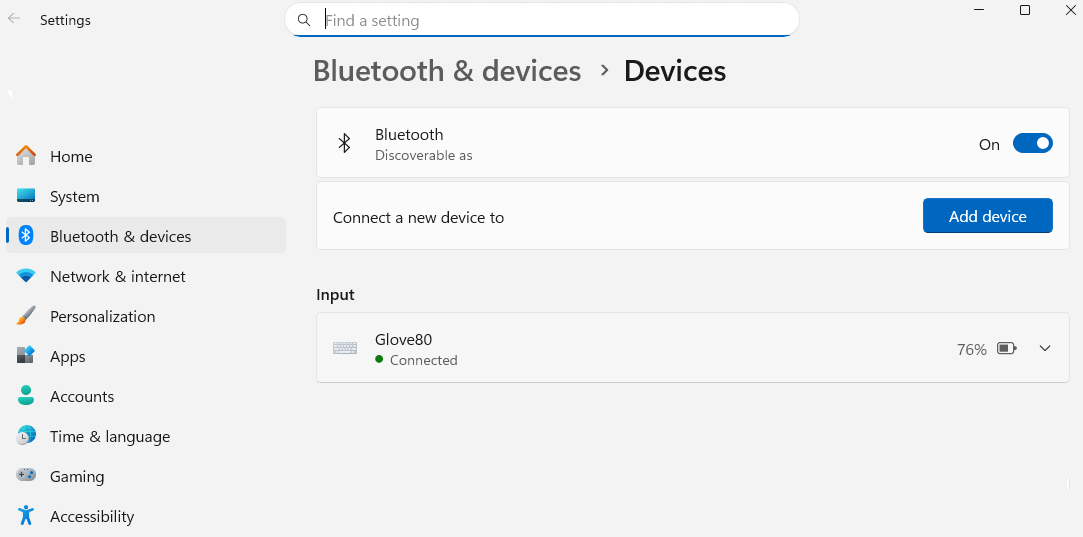 Settings
Find a setting
Bluetooth & devices > Devices
Home
System
Bluetooth & devices
Network & internet
Personalization
Apps
Accounts
Time & language
Gaming
Accessibility
Bluetooth
Discoverable as
On
Connect a new device to
Add device
Input
Glove80
Connected
76%